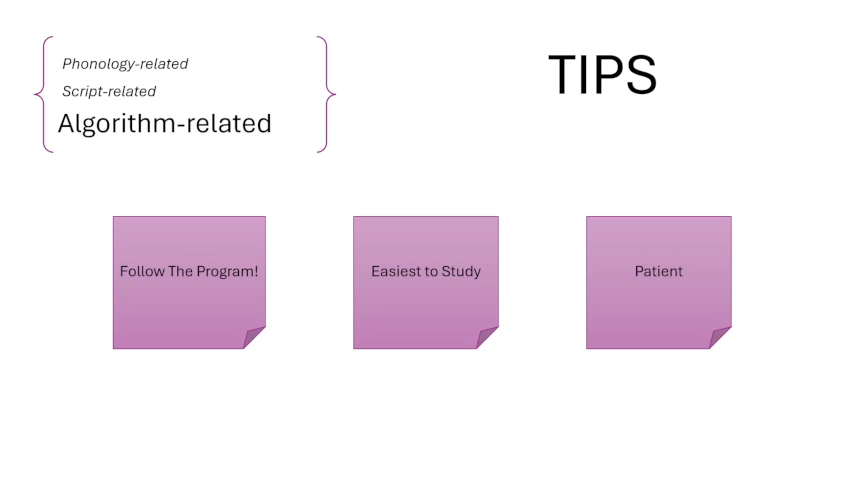 Phonology-related
Script-related
Algorithm-related
TIPS
Follow The Program!
Easiest to Study
Patient